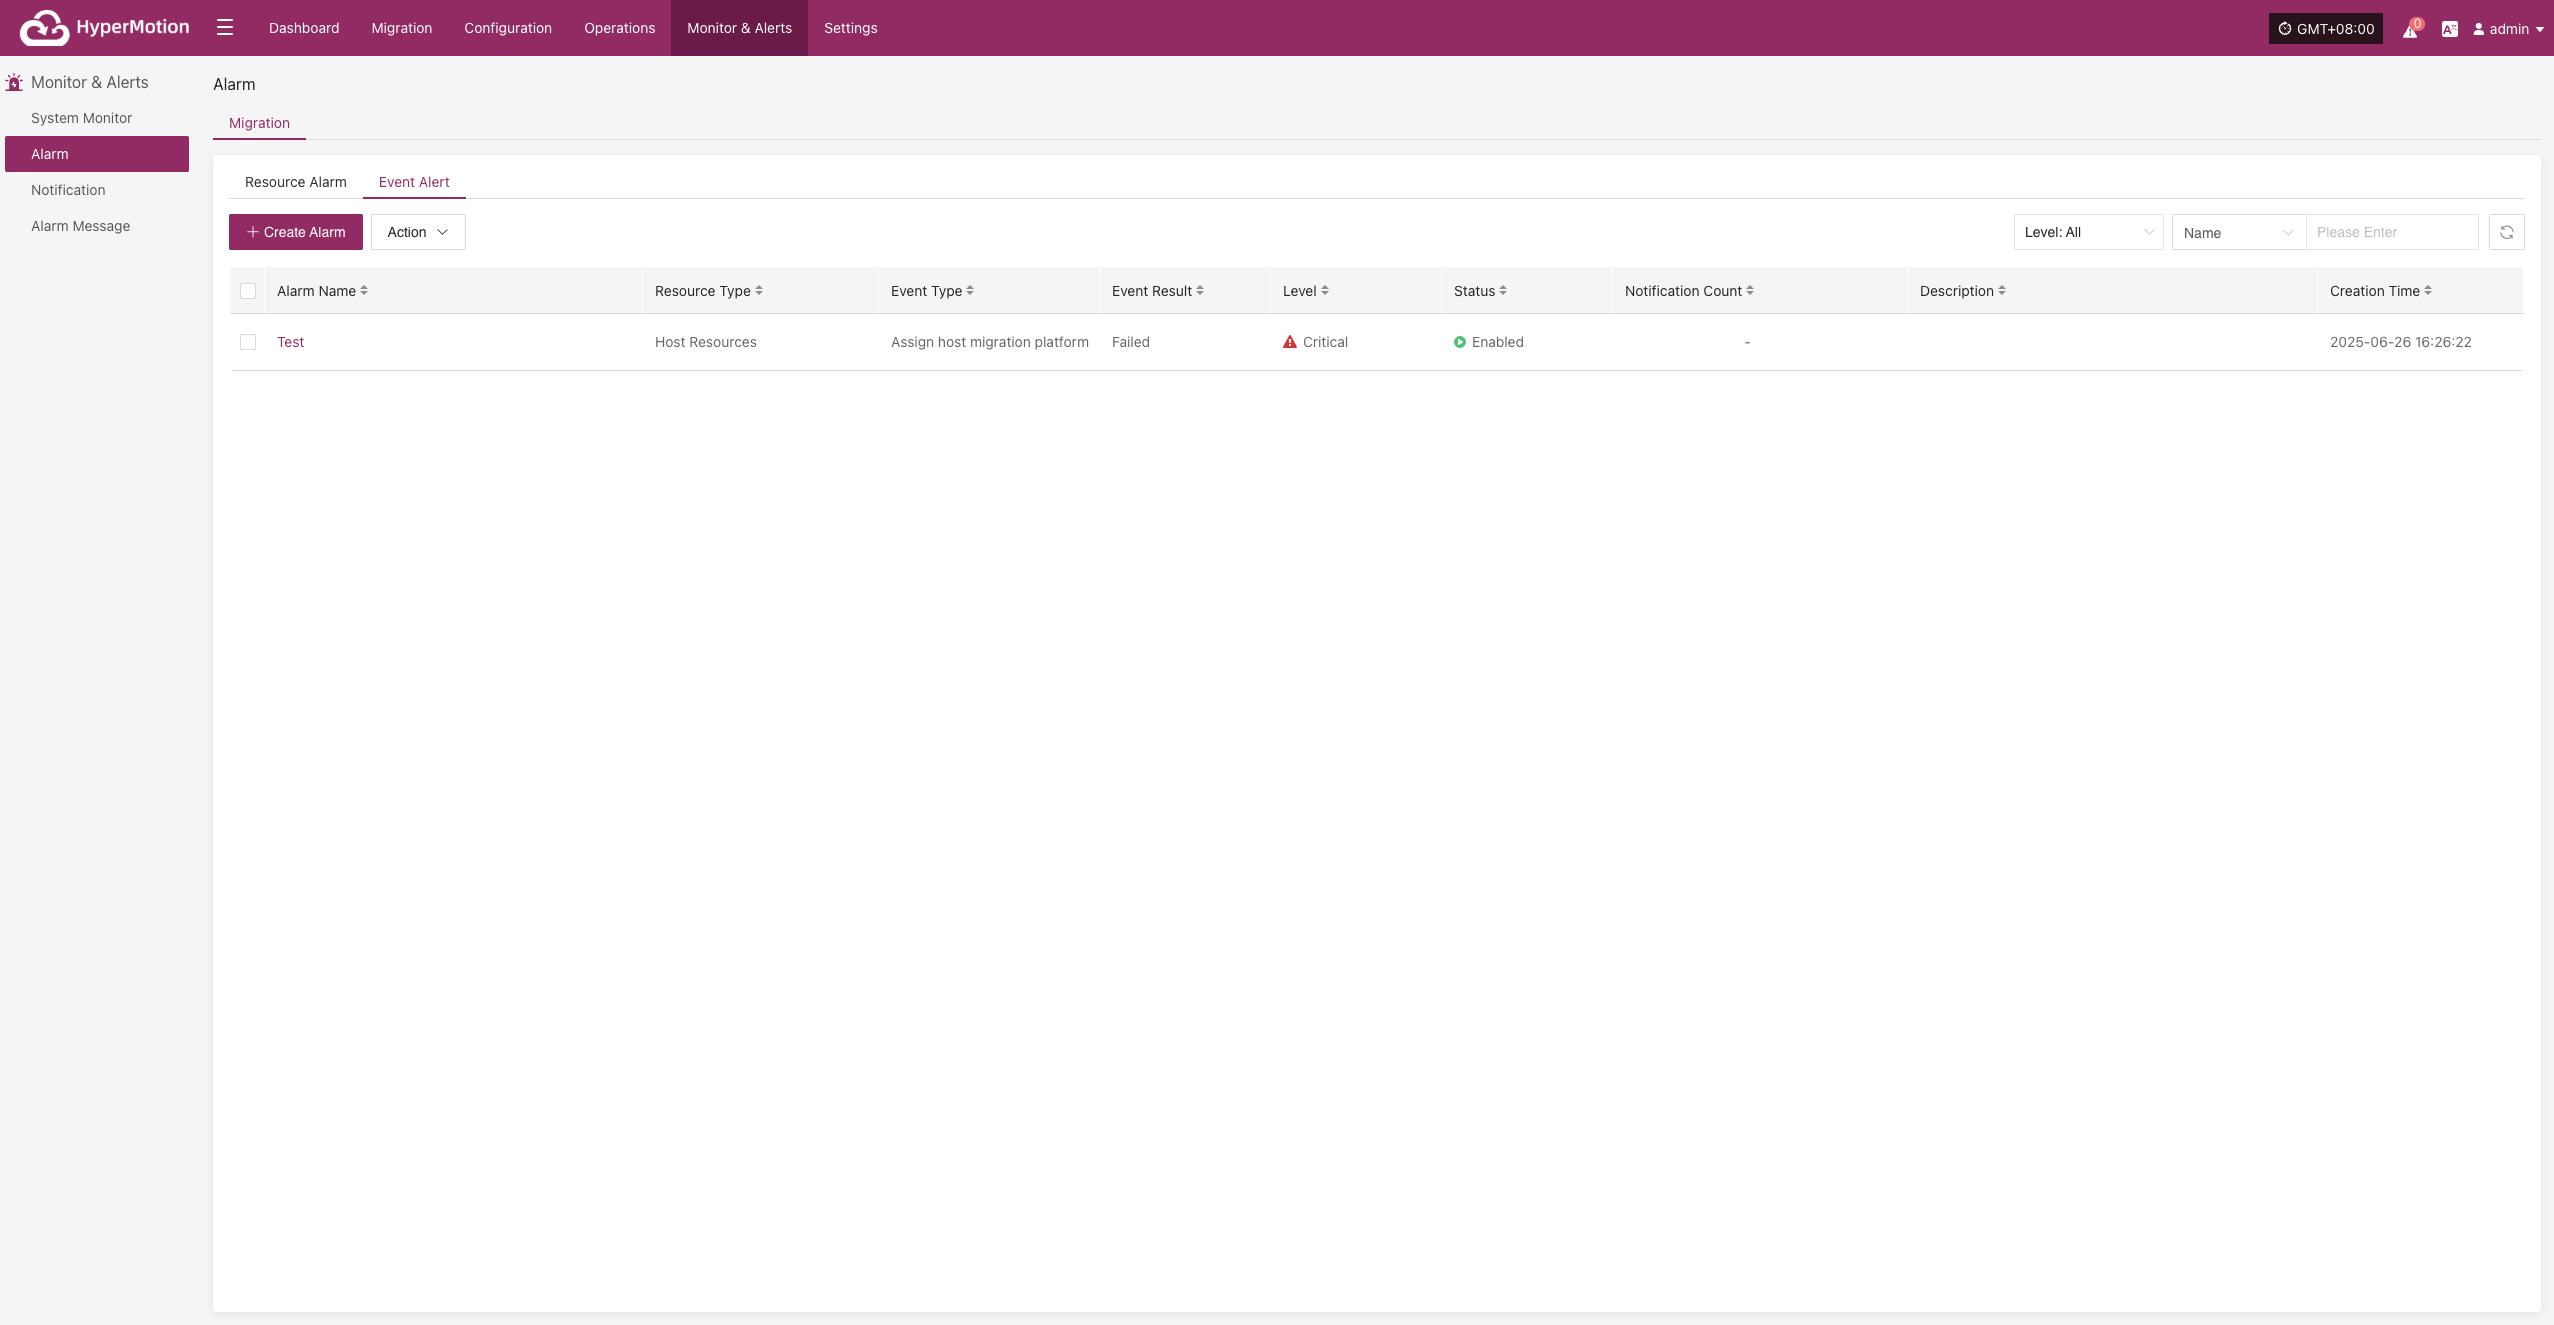 HyperMotion
Dashboard Migration Configuration Operations Monitor & Alerts Settings
GMT+08:00 0 admin
Monitor & Alerts
System Monitor
Alarm
Notification
Alarm Message
Alarm
Migration
Resource Alarm Event Alert
Create Alarm Action
Level: All Name Please Enter
Alarm Name Resource Type Event Type Event Result Level Status Notification Count Description Creation Time
Test Host Resources Assign host migration platform Failed Critical Enabled - 2025-06-26 16:26:22